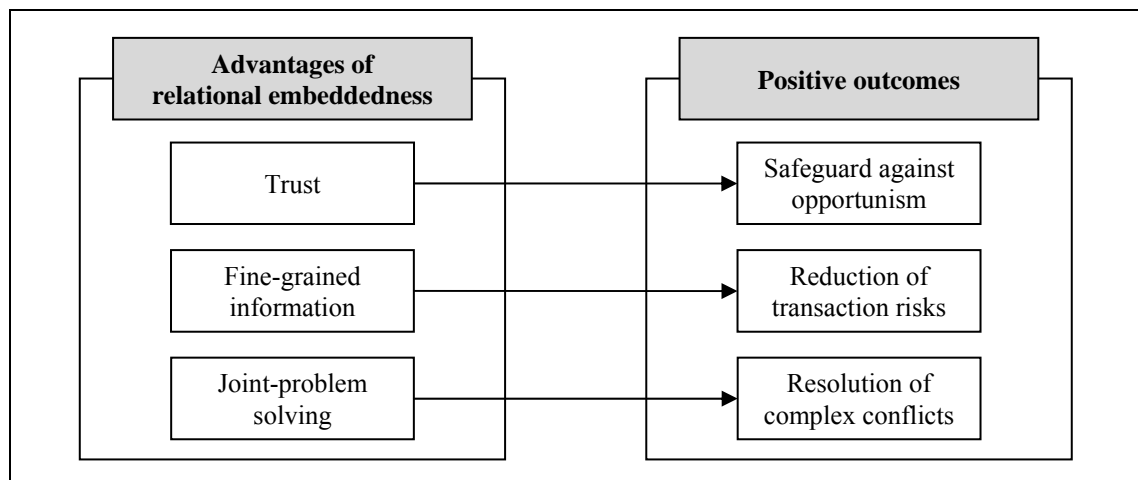 Advantages of
relational embeddedness
Positive outcomes
Trust
Safeguard against
opportunism
Fine-grained
information
Reduction of
transaction risks
Joint-problem
solving
Resolution of
complex conflicts